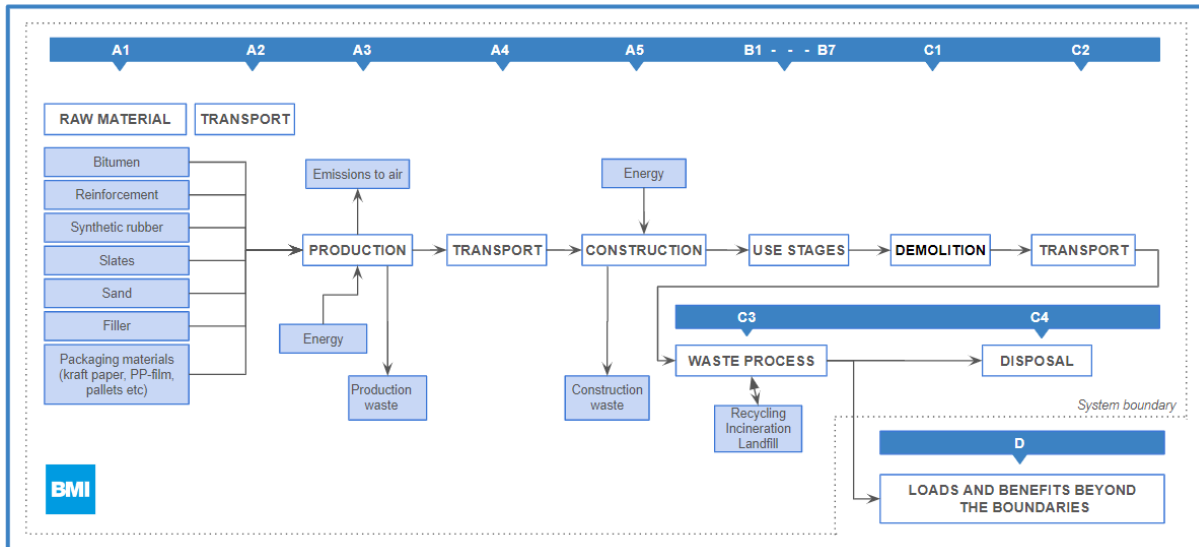 A1 A2 A3 A4 A5 B1 - - - B7 C1 C2
RAW MATERIAL
TRANSPORT
Bitumen
Reinforcement
Synthetic rubber
Slates
Sand
Filler
Packaging materials
(kraft paper, PP-film,
pallets etc)
Emissions to air
PRODUCTION
Energy
Production
waste
TRANSPORT
Energy
CONSTRUCTION
Construction
waste
USE STAGES
DEMOLITION
TRANSPORT
C3 C4
WASTE PROCESS
DISPOSAL
Recycling
Incineration
Landfill
System boundary
D
LOADS AND BENEFITS BEYOND
THE BOUNDARIES
BMI